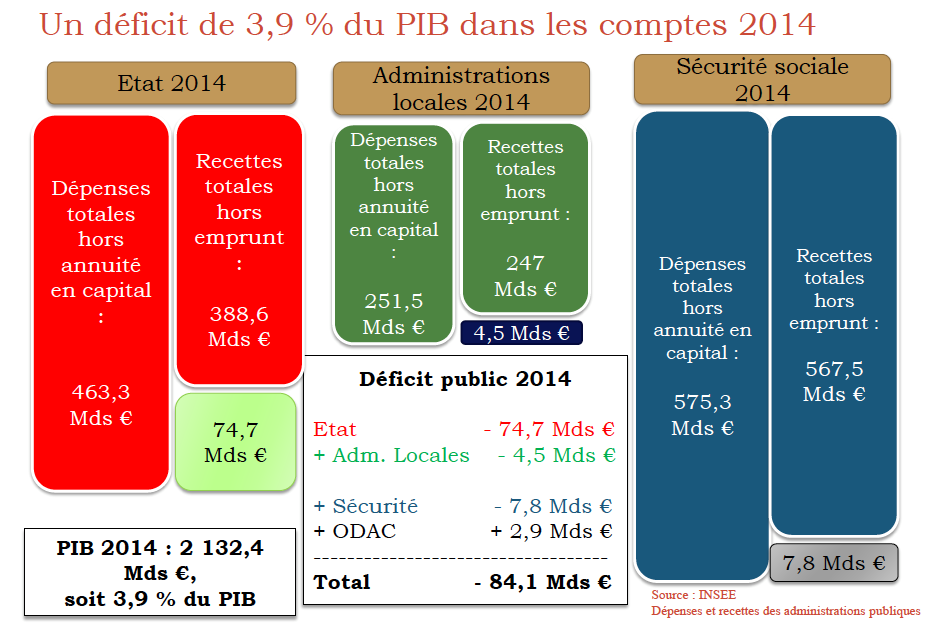 Un déficit de 3,9 % du PIB dans les comptes 2014
Etat 2014
Dépenses
totales
hors
annuité
en capital
:
463,3
Mds €
Recettes
totales
hors
emprunt
:
388,6
Mds €
74,7
Mds €
Administrations
locales 2014
Dépenses
totales
hors
annuité
en capital
:
251,5
Mds €
Recettes
totales
hors
emprunt :
247
Mds €
4,5 Mds €
Sécurité sociale
2014
Dépenses
totales
hors
annuité en
capital :
575,3
Mds €
Recettes
totales
hors
emprunt :
567,5
Mds €
7,8 Mds €
Déficit public 2014
Etat - 74,7 Mds €
+ Adm. Locales - 4,5 Mds €
+ Sécurité - 7,8 Mds €
+ ODAC + 2,9 Mds €
-----------------------------------
Total - 84,1 Mds €
PIB 2014 : 2 132,4
Mds €,
soit 3,9 % du PIB
Source : INSEE
Dépenses et recettes des administrations publiques